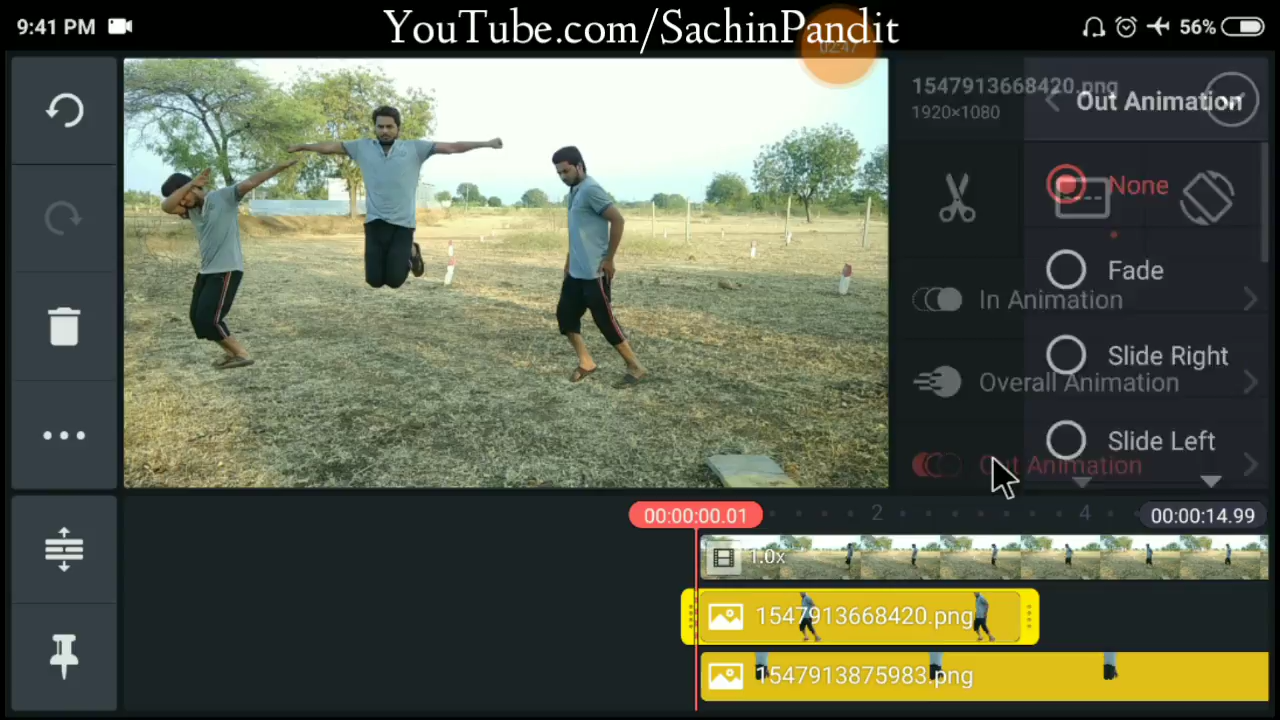 9:41 PM
YouTube.com/SachinPandit
56%
02:47
1547913668420.png
1920×1080
Out Animation
None
Fade
In Animation
Slide Right
Overall Animation
Slide Left
Out Animation
00:00:00.01
2
4
00:00:14.99
1.0x
1547913668420.png
1547913875983.png